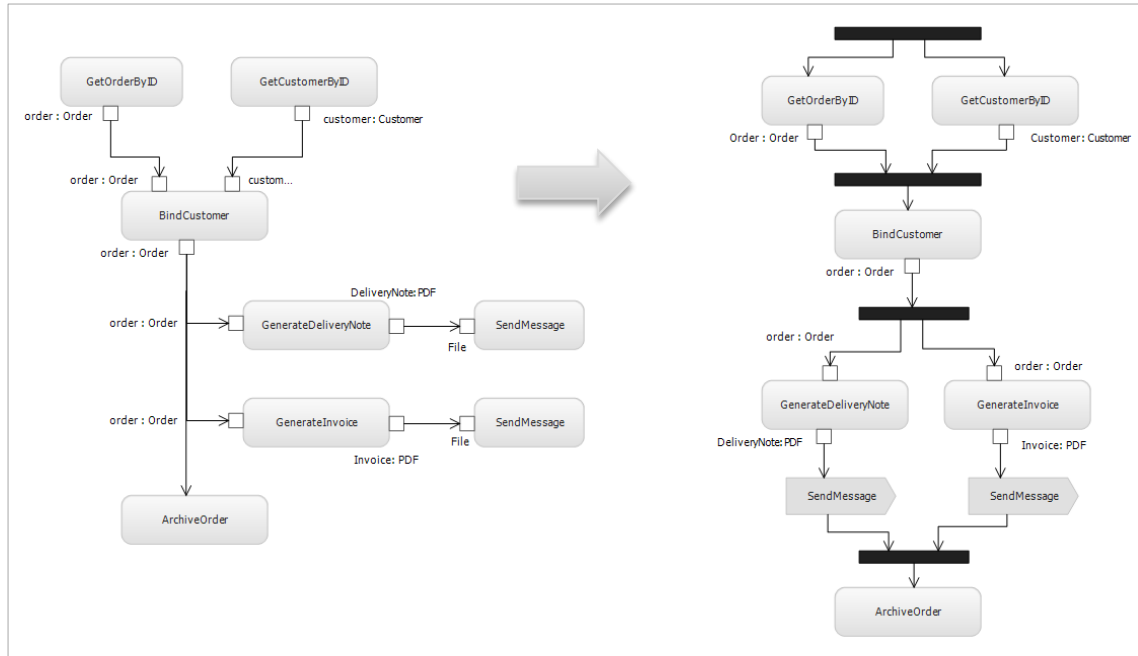 GetOrderByID
GetCustomerByID
order : Order
customer: Customer
order : Order
custom...
BindCustomer
order : Order
DeliveryNote: PDF
order : Order
GenerateDeliveryNote
SendMessage
File
order : Order
GenerateInvoice
SendMessage
File
Invoice: PDF
ArchiveOrder
GetOrderByID
GetCustomerByID
Order : Order
Customer: Customer
BindCustomer
order : Order
order : Order
order : Order
GenerateDeliveryNote
GenerateInvoice
DeliveryNote: PDF
Invoice: PDF
SendMessage
SendMessage
ArchiveOrder